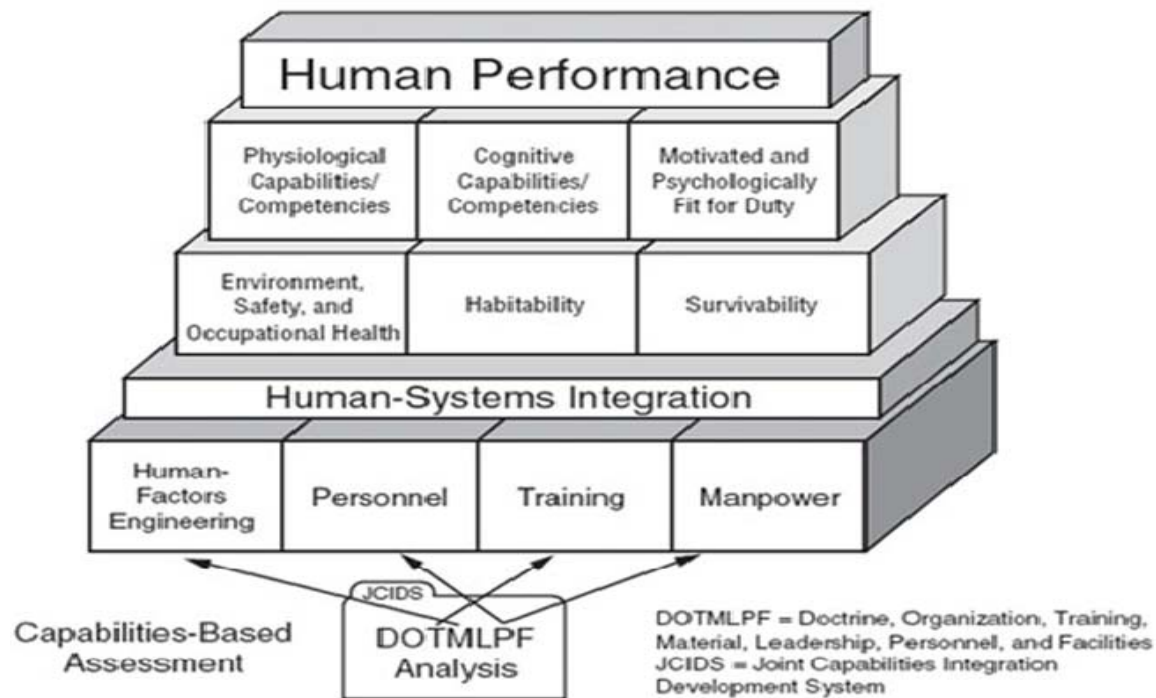 Human Performance
Physiological
Capabilities/
Competencies
Cognitive
Capabilities/
Competencies
Motivated and
Psychologically
Fit for Duty
Environment,
Safety, and
Occupational Health
Habitability
Survivability
Human-Systems Integration
Human-
Factors
Engineering
Personnel
Training
Manpower
JCIDS
DOTMLPF
Analysis
Capabilities-Based
Assessment
DOTMLPF = Doctrine, Organization, Training,
Material, Leadership, Personnel, and Facilities
JCIDS = Joint Capabilities Integration
Development System